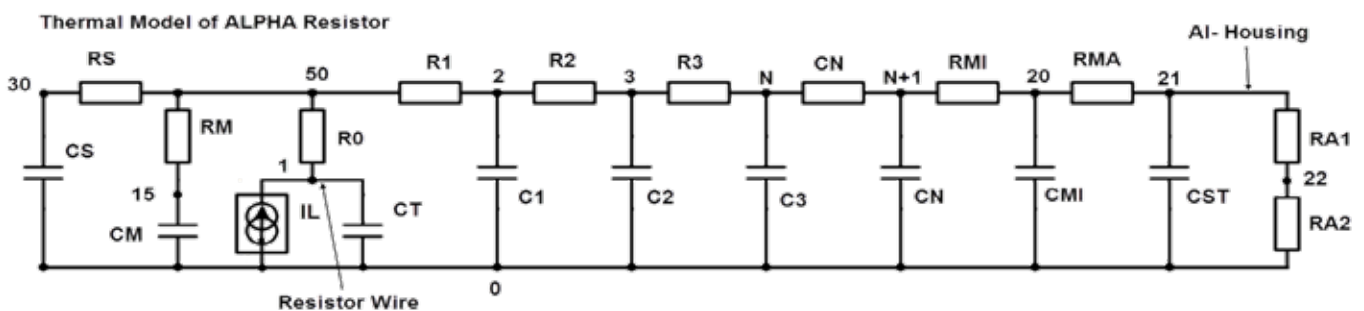 Thermal Model of ALPHA Resistor
Al- Housing
30 RS 50 R1 2 R2 3 R3 N CN N+1 RMI 20 RMA 21
RM R0 RA1
CS 1 22
15 IL CT C1 C2 C3 CN CMI CST
CM RA2
0
Resistor Wire